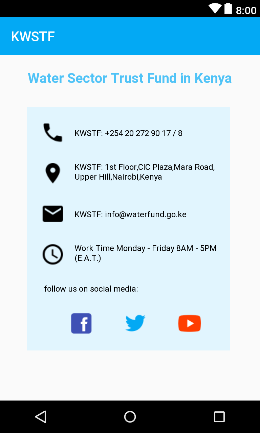 8:00
KWSTF
Water Sector Trust Fund in Kenya
KWSTF: +254 20 272 90 17 / 8
KWSTF: 1st Floor,CIC Plaza,Mara Road,
Upper Hill,Nairobi,Kenya
KWSTF: info@waterfund.go.ke
Work Time Monday - Friday 8AM - 5PM
(E.A.T.)
follow us on social media: